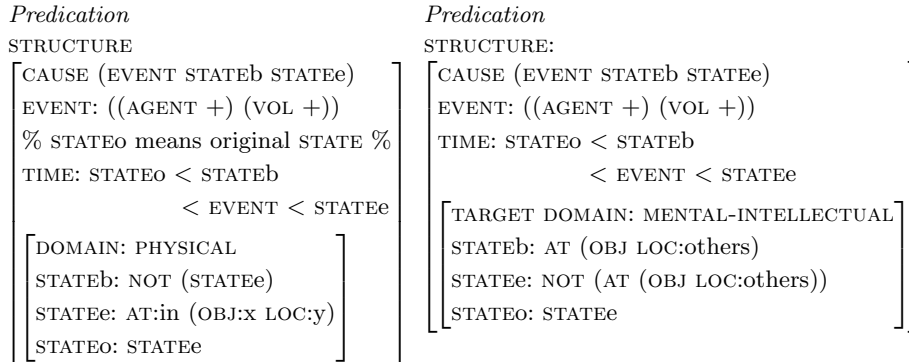 Predication
STRUCTURE
CAUSE (EVENT STATEb STATEe)
EVENT: ((AGENT +) (VOL +))
% STATEo means original STATE %
TIME: STATEo < STATEb
< EVENT < STATEe
DOMAIN: PHYSICAL
STATEb: NOT (STATEe)
STATEe: AT:in (OBJ:x LOC:y)
STATEo: STATEe
Predication
STRUCTURE:
CAUSE (EVENT STATEb STATEe)
EVENT: ((AGENT +) (VOL +))
TIME: STATEo < STATEb
< EVENT < STATEe
TARGET DOMAIN: MENTAL-INTELLECTUAL
STATEb: AT (OBJ LOC:others)
STATEe: NOT (AT (OBJ LOC:others))
STATEo: STATEe